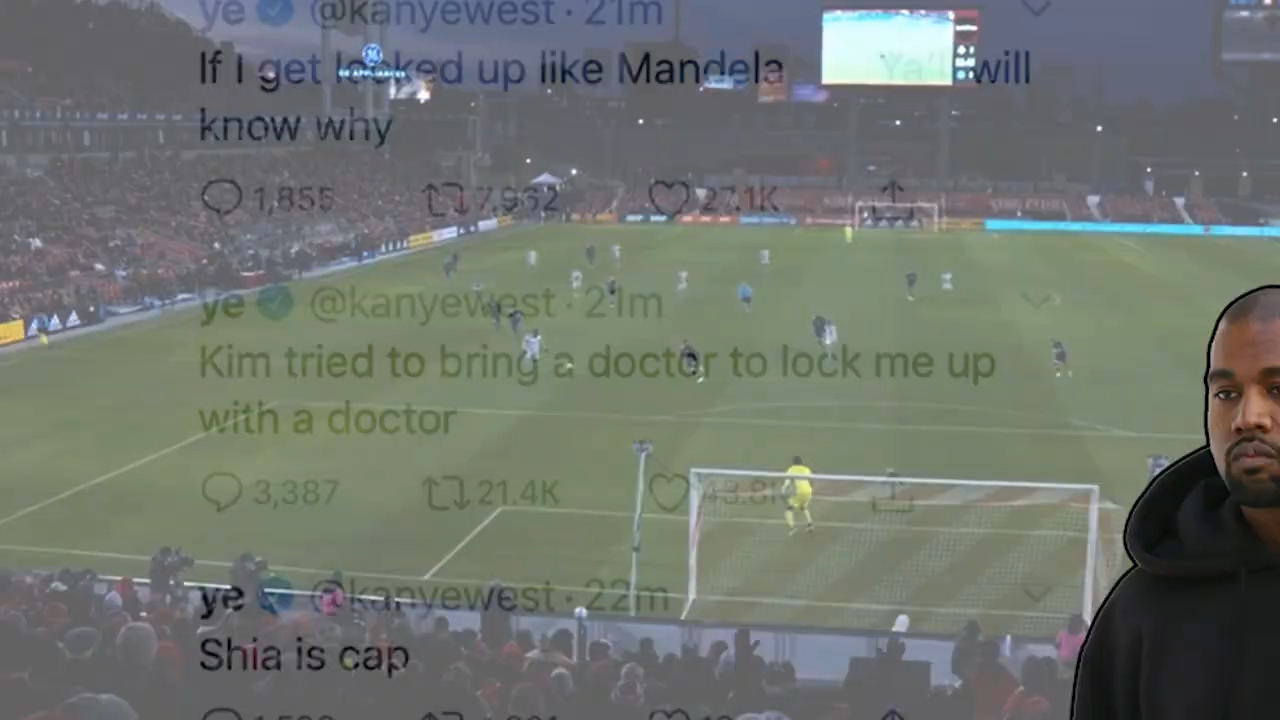 ye @kanyewest · 21m
If I get locked up like Mandela Ya'll will
know why
1,855 7,962 27.1K
ye @kanyewest · 21m
Kim tried to bring a doctor to lock me up
with a doctor
3,387 21.4K 43.8K
ye @kanyewest · 22m
Shia is cap